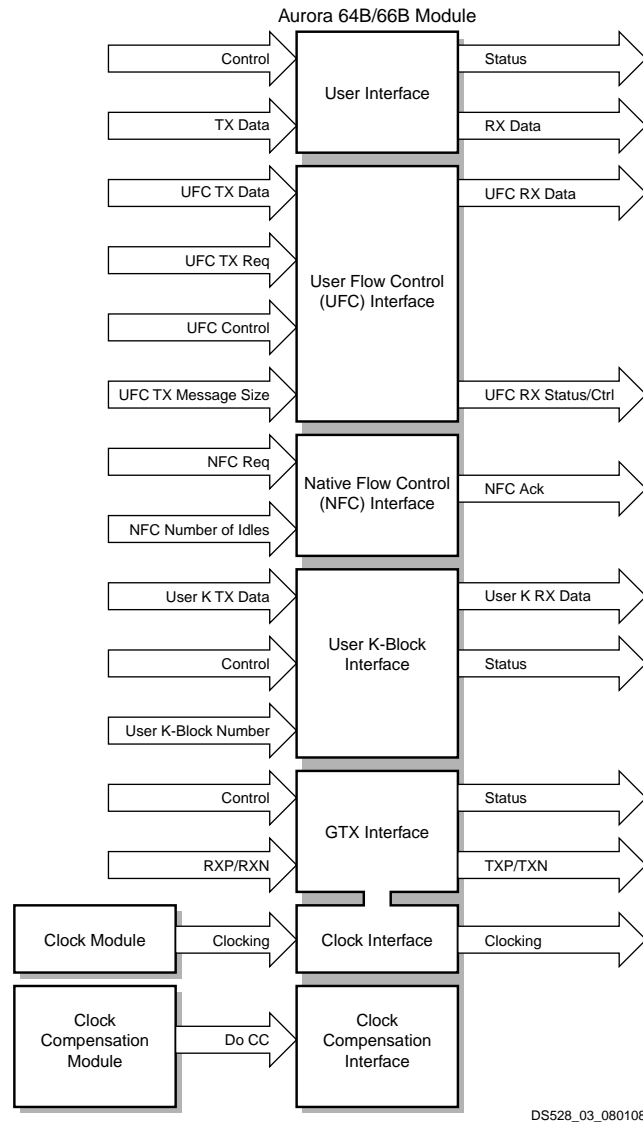 Aurora 64B/66B Module
Control
User Interface
Status
TX Data
RX Data
UFC TX Data
UFC RX Data
UFC TX Req
User Flow Control
(UFC) Interface
UFC Control
UFC TX Message Size
UFC RX Status/Ctrl
NFC Req
Native Flow Control
(NFC) Interface
NFC Ack
NFC Number of Idles
User K TX Data
User K RX Data
User K-Block
Interface
Control
Status
User K-Block Number
Control
Status
GTX Interface
RXP/RXN
TXP/TXN
Clock Module
Clocking
Clock Interface
Clocking
Clock
Compensation
Module
Do CC
Clock
Compensation
Interface
DS528_03_080108